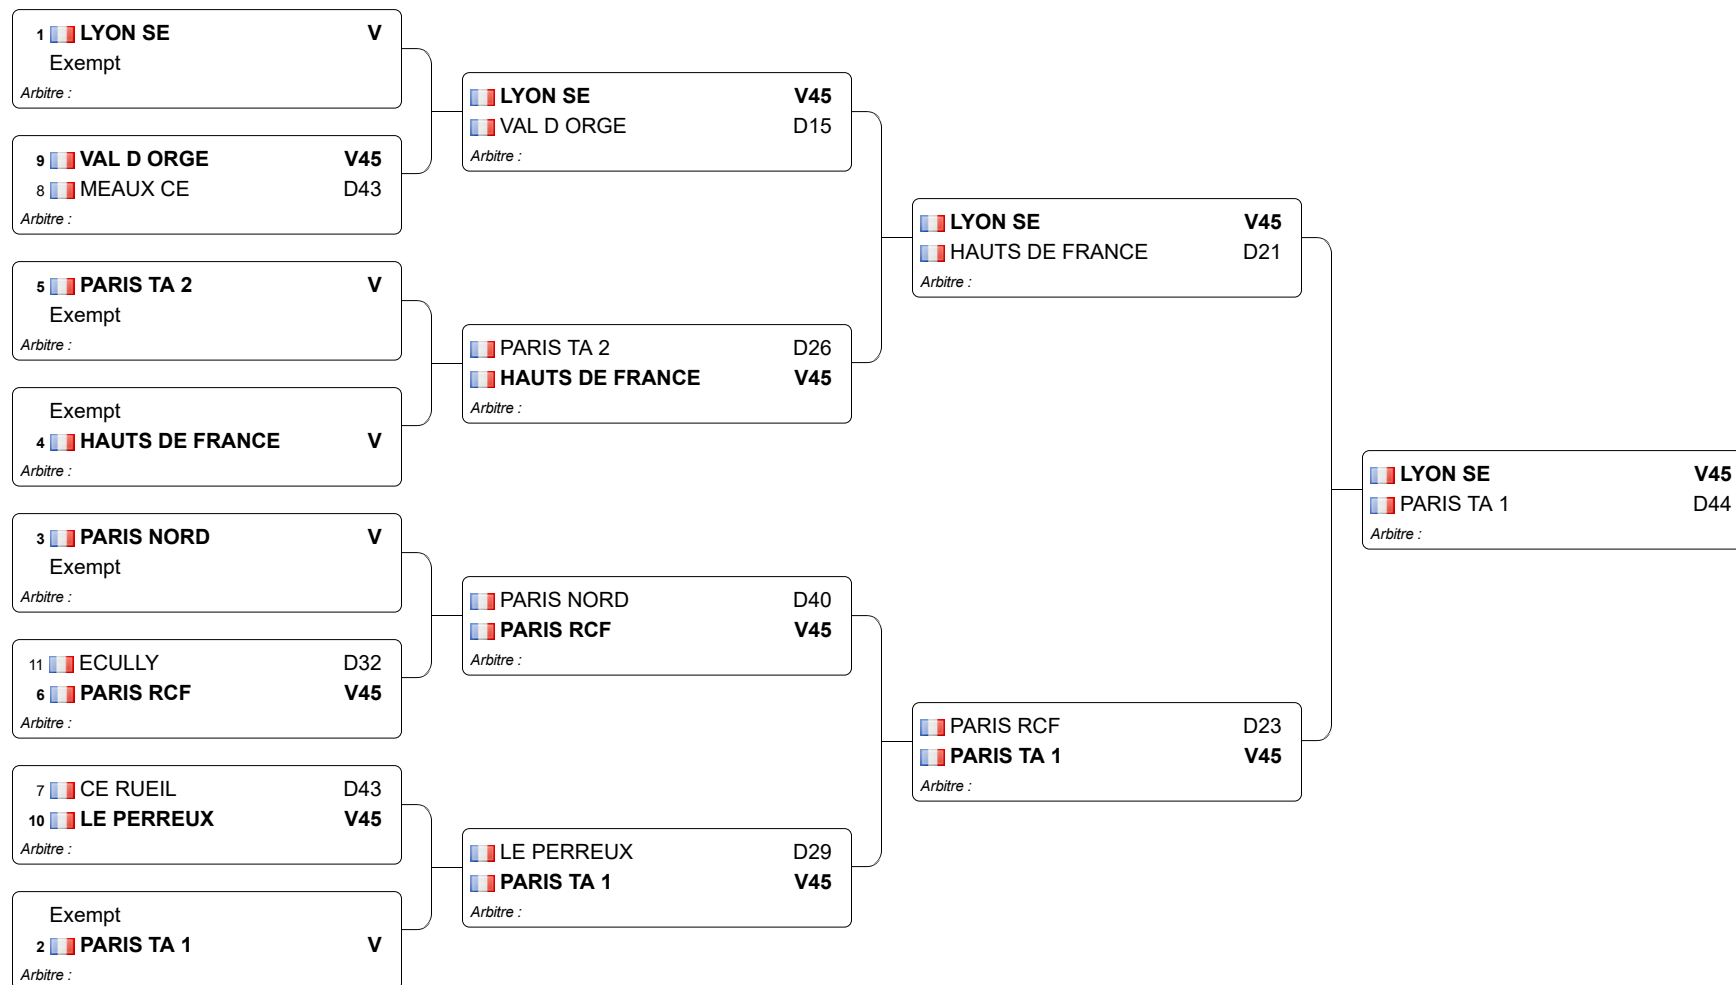 1 LYON SE V
Exempt
Arbitre :
9 VAL D ORGE V45
8 MEAUX CE D43
Arbitre :
5 PARIS TA 2 V
Exempt
Arbitre :
Exempt
4 HAUTS DE FRANCE V
Arbitre :
3 PARIS NORD V
Exempt
Arbitre :
11 ECULLY D32
6 PARIS RCF V45
Arbitre :
7 CE RUEIL D43
10 LE PERREUX V45
Arbitre :
Exempt
2 PARIS TA 1 V
Arbitre :
LYON SE V45
VAL D ORGE D15
Arbitre :
PARIS TA 2 D26
HAUTS DE FRANCE V45
Arbitre :
PARIS NORD D40
PARIS RCF V45
Arbitre :
LE PERREUX D29
PARIS TA 1 V45
Arbitre :
LYON SE V45
HAUTS DE FRANCE D21
Arbitre :
PARIS RCF D23
PARIS TA 1 V45
Arbitre :
LYON SE V45
PARIS TA 1 D44
Arbitre :